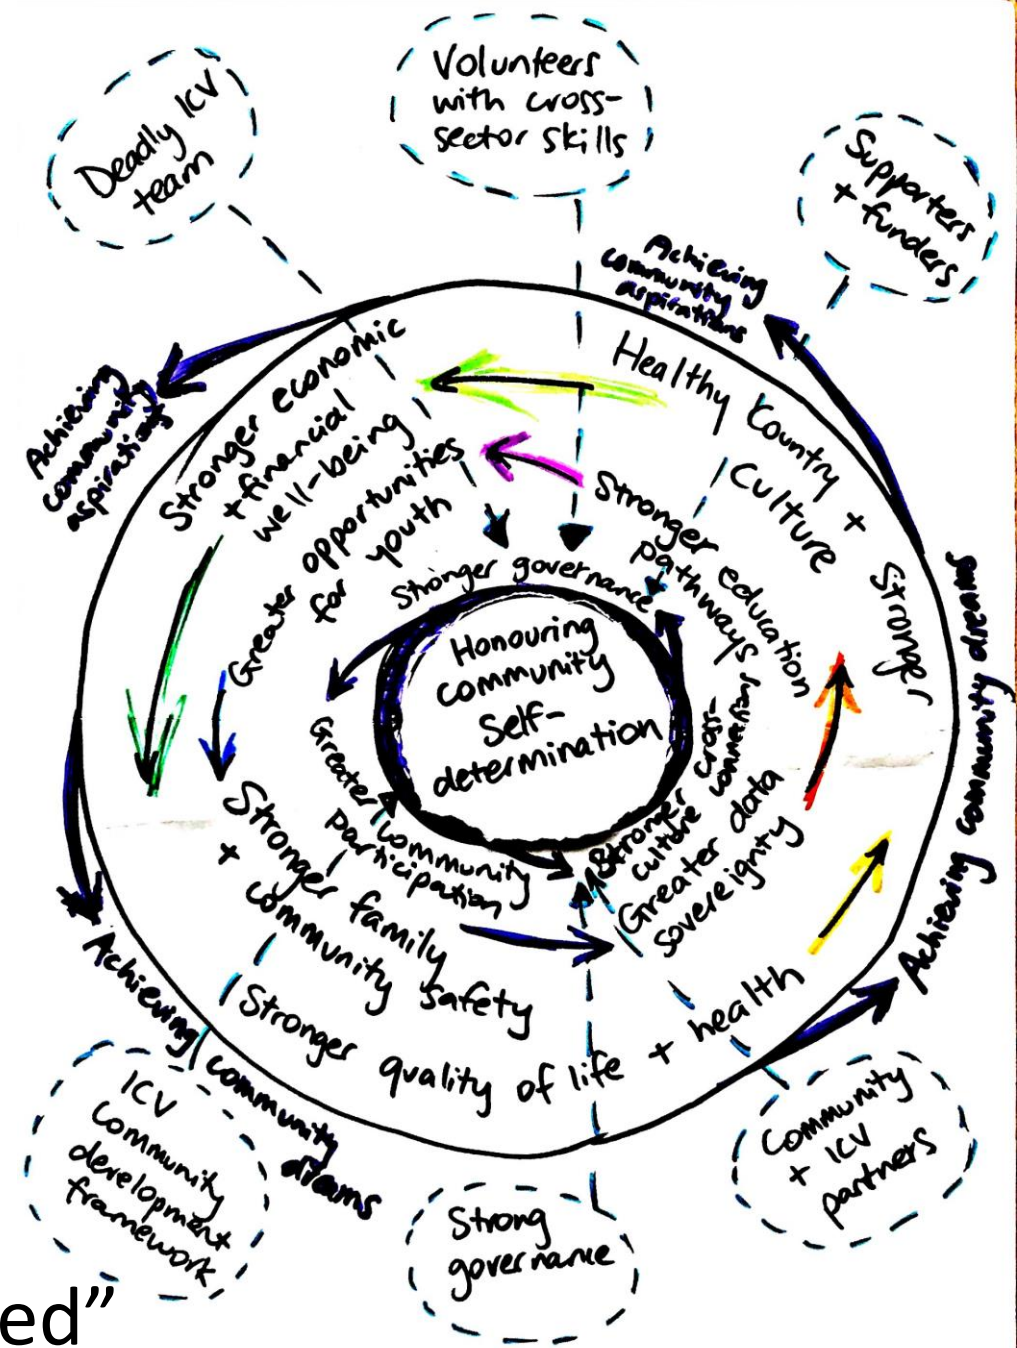 Deadly ICV
team
Volunteers
with cross-
sector skills
Supporters
+ funders
Achieving
community
aspirations
Achieving
community
aspirations
Stronger economic
+ financial
well-being
Healthy Country + Stronger
Culture
Greater opportunities
for youth
Stronger education
pathways
Stronger governance
Honouring
community
Self-
determination
Greater community
participation
Stronger cross-
culture connections
Greater data
sovereignty
Stronger family
+ community safety
Stronger quality of life + health
Achieving community dreams
Achieving community
dreams
ICV
Community
development
framework
Strong
governance
Community
+ ICV
partners
ed”